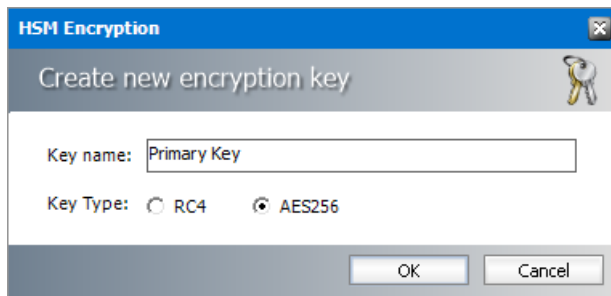 HSM Encryption
Create new encryption key
Key name: Primary Key
Key Type: RC4 AES256
OK Cancel